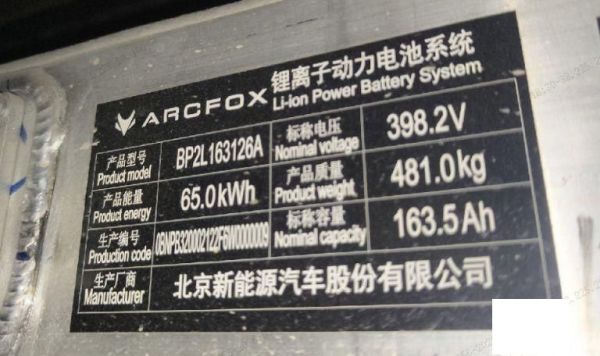 ARCFOX 锂离子动力电池系统
Li-ion Power Battery System
产品型号 BP2L163126A 标称电压 398.2V
Product model Nominal voltage
产品能量 65.0kWh 产品质量 481.0kg
Product energy Product weight
生产编号 0BNPB320002122F6W0000009 标称容量 163.5Ah
Production code Nominal capacity
生产厂商 北京新能源汽车股份有限公司
Manufacturer